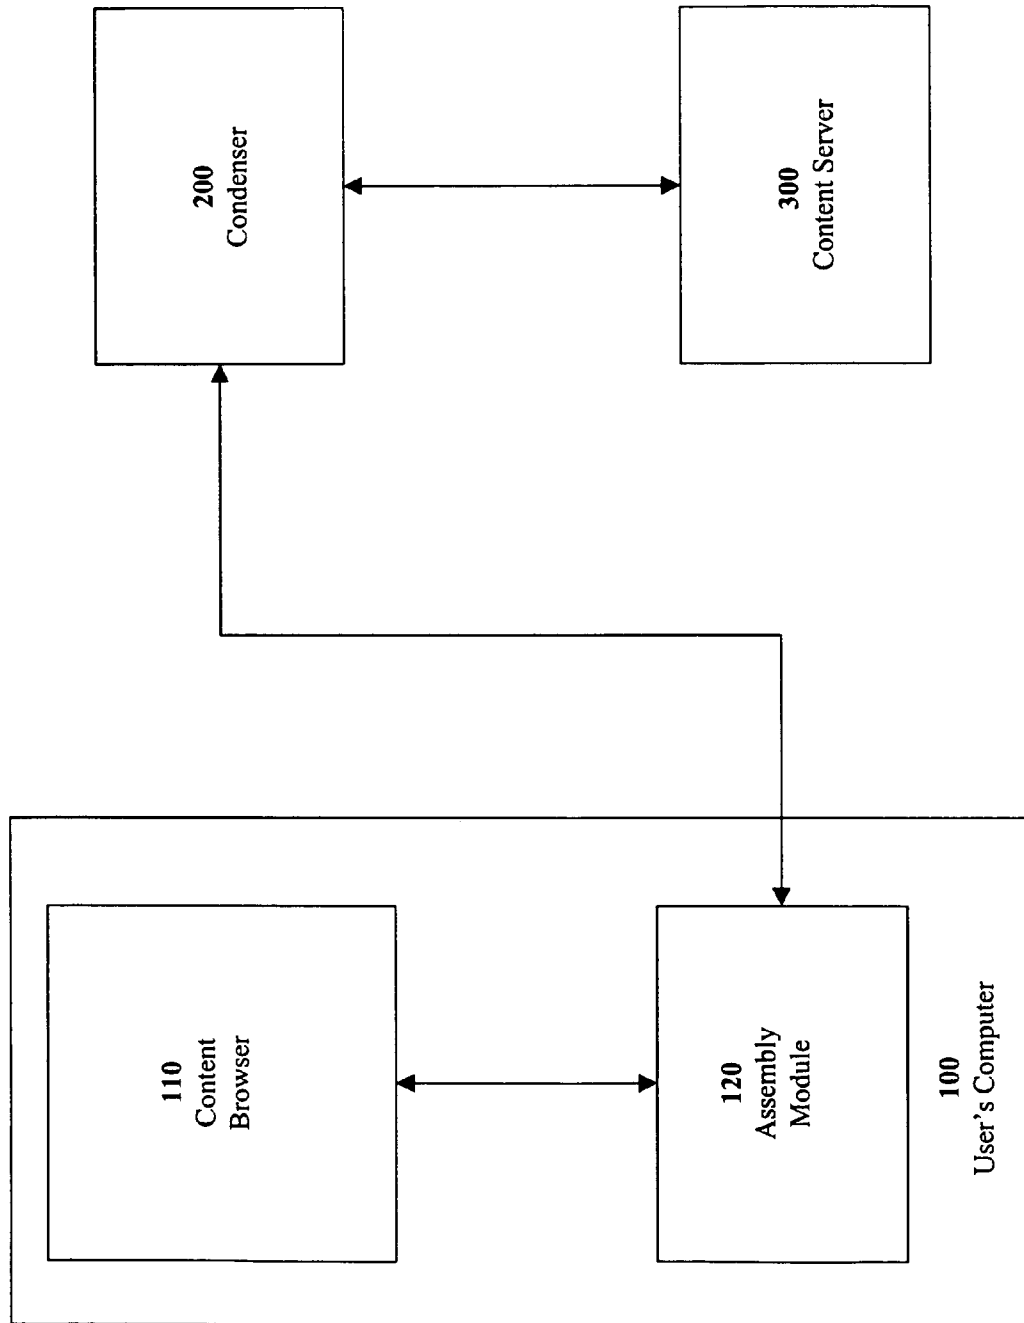 110
Content
Browser
120
Assembly
Module
100
User's Computer
200
Condenser
300
Content Server